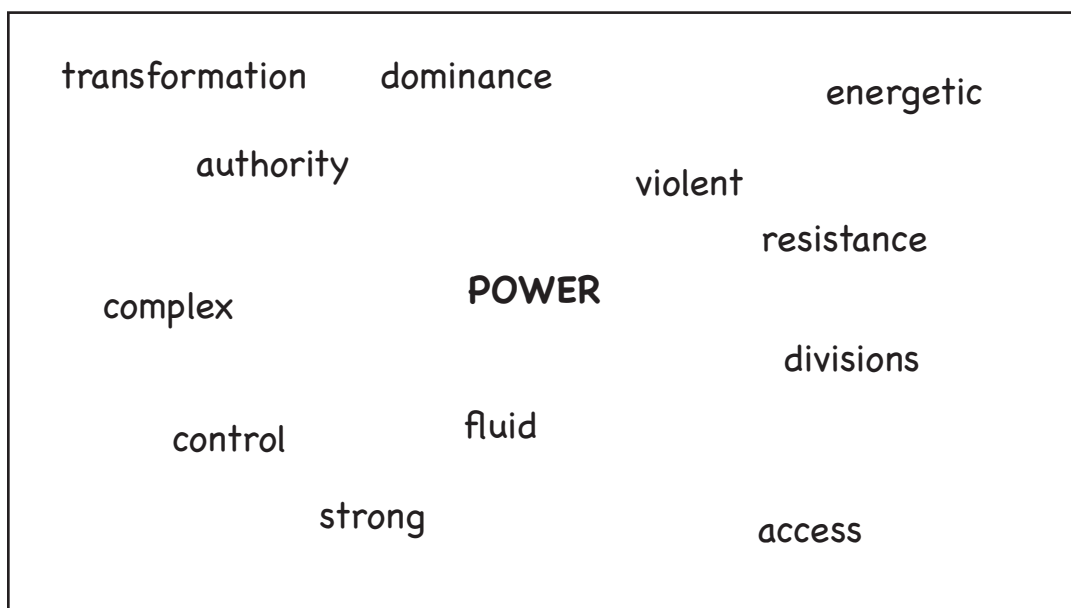 transformation
dominance
energetic
authority
violent
resistance
POWER
complex
divisions
fluid
control
strong
access